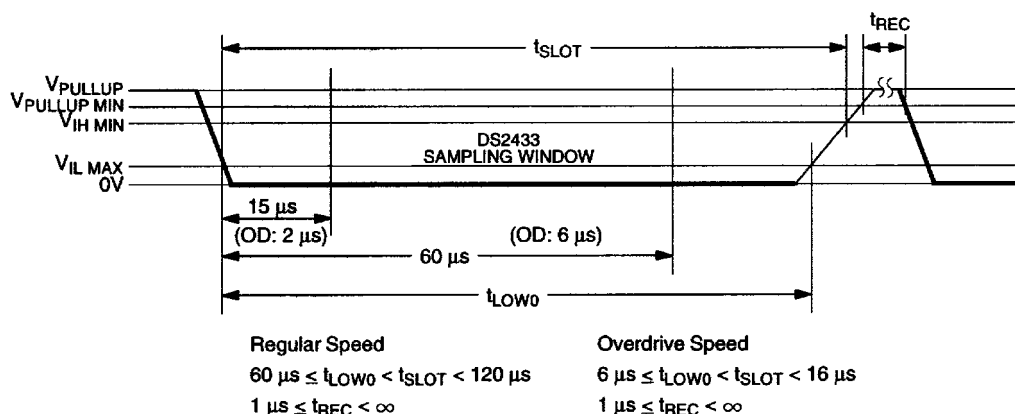 tREC
tSLOT
VPULLUP
VPULLUP MIN
VIH MIN
DS2433
SAMPLING WINDOW
VIL MAX
0V
15 μs
(OD: 2 μs)
(OD: 6 μs)
60 μs
tLOW0
Regular Speed
60 μs ≤ tLOW0 < tSLOT < 120 μs
1 μs ≤ tREC < ∞
Overdrive Speed
6 μs ≤ tLOW0 < tSLOT < 16 μs
1 μs ≤ tREC < ∞